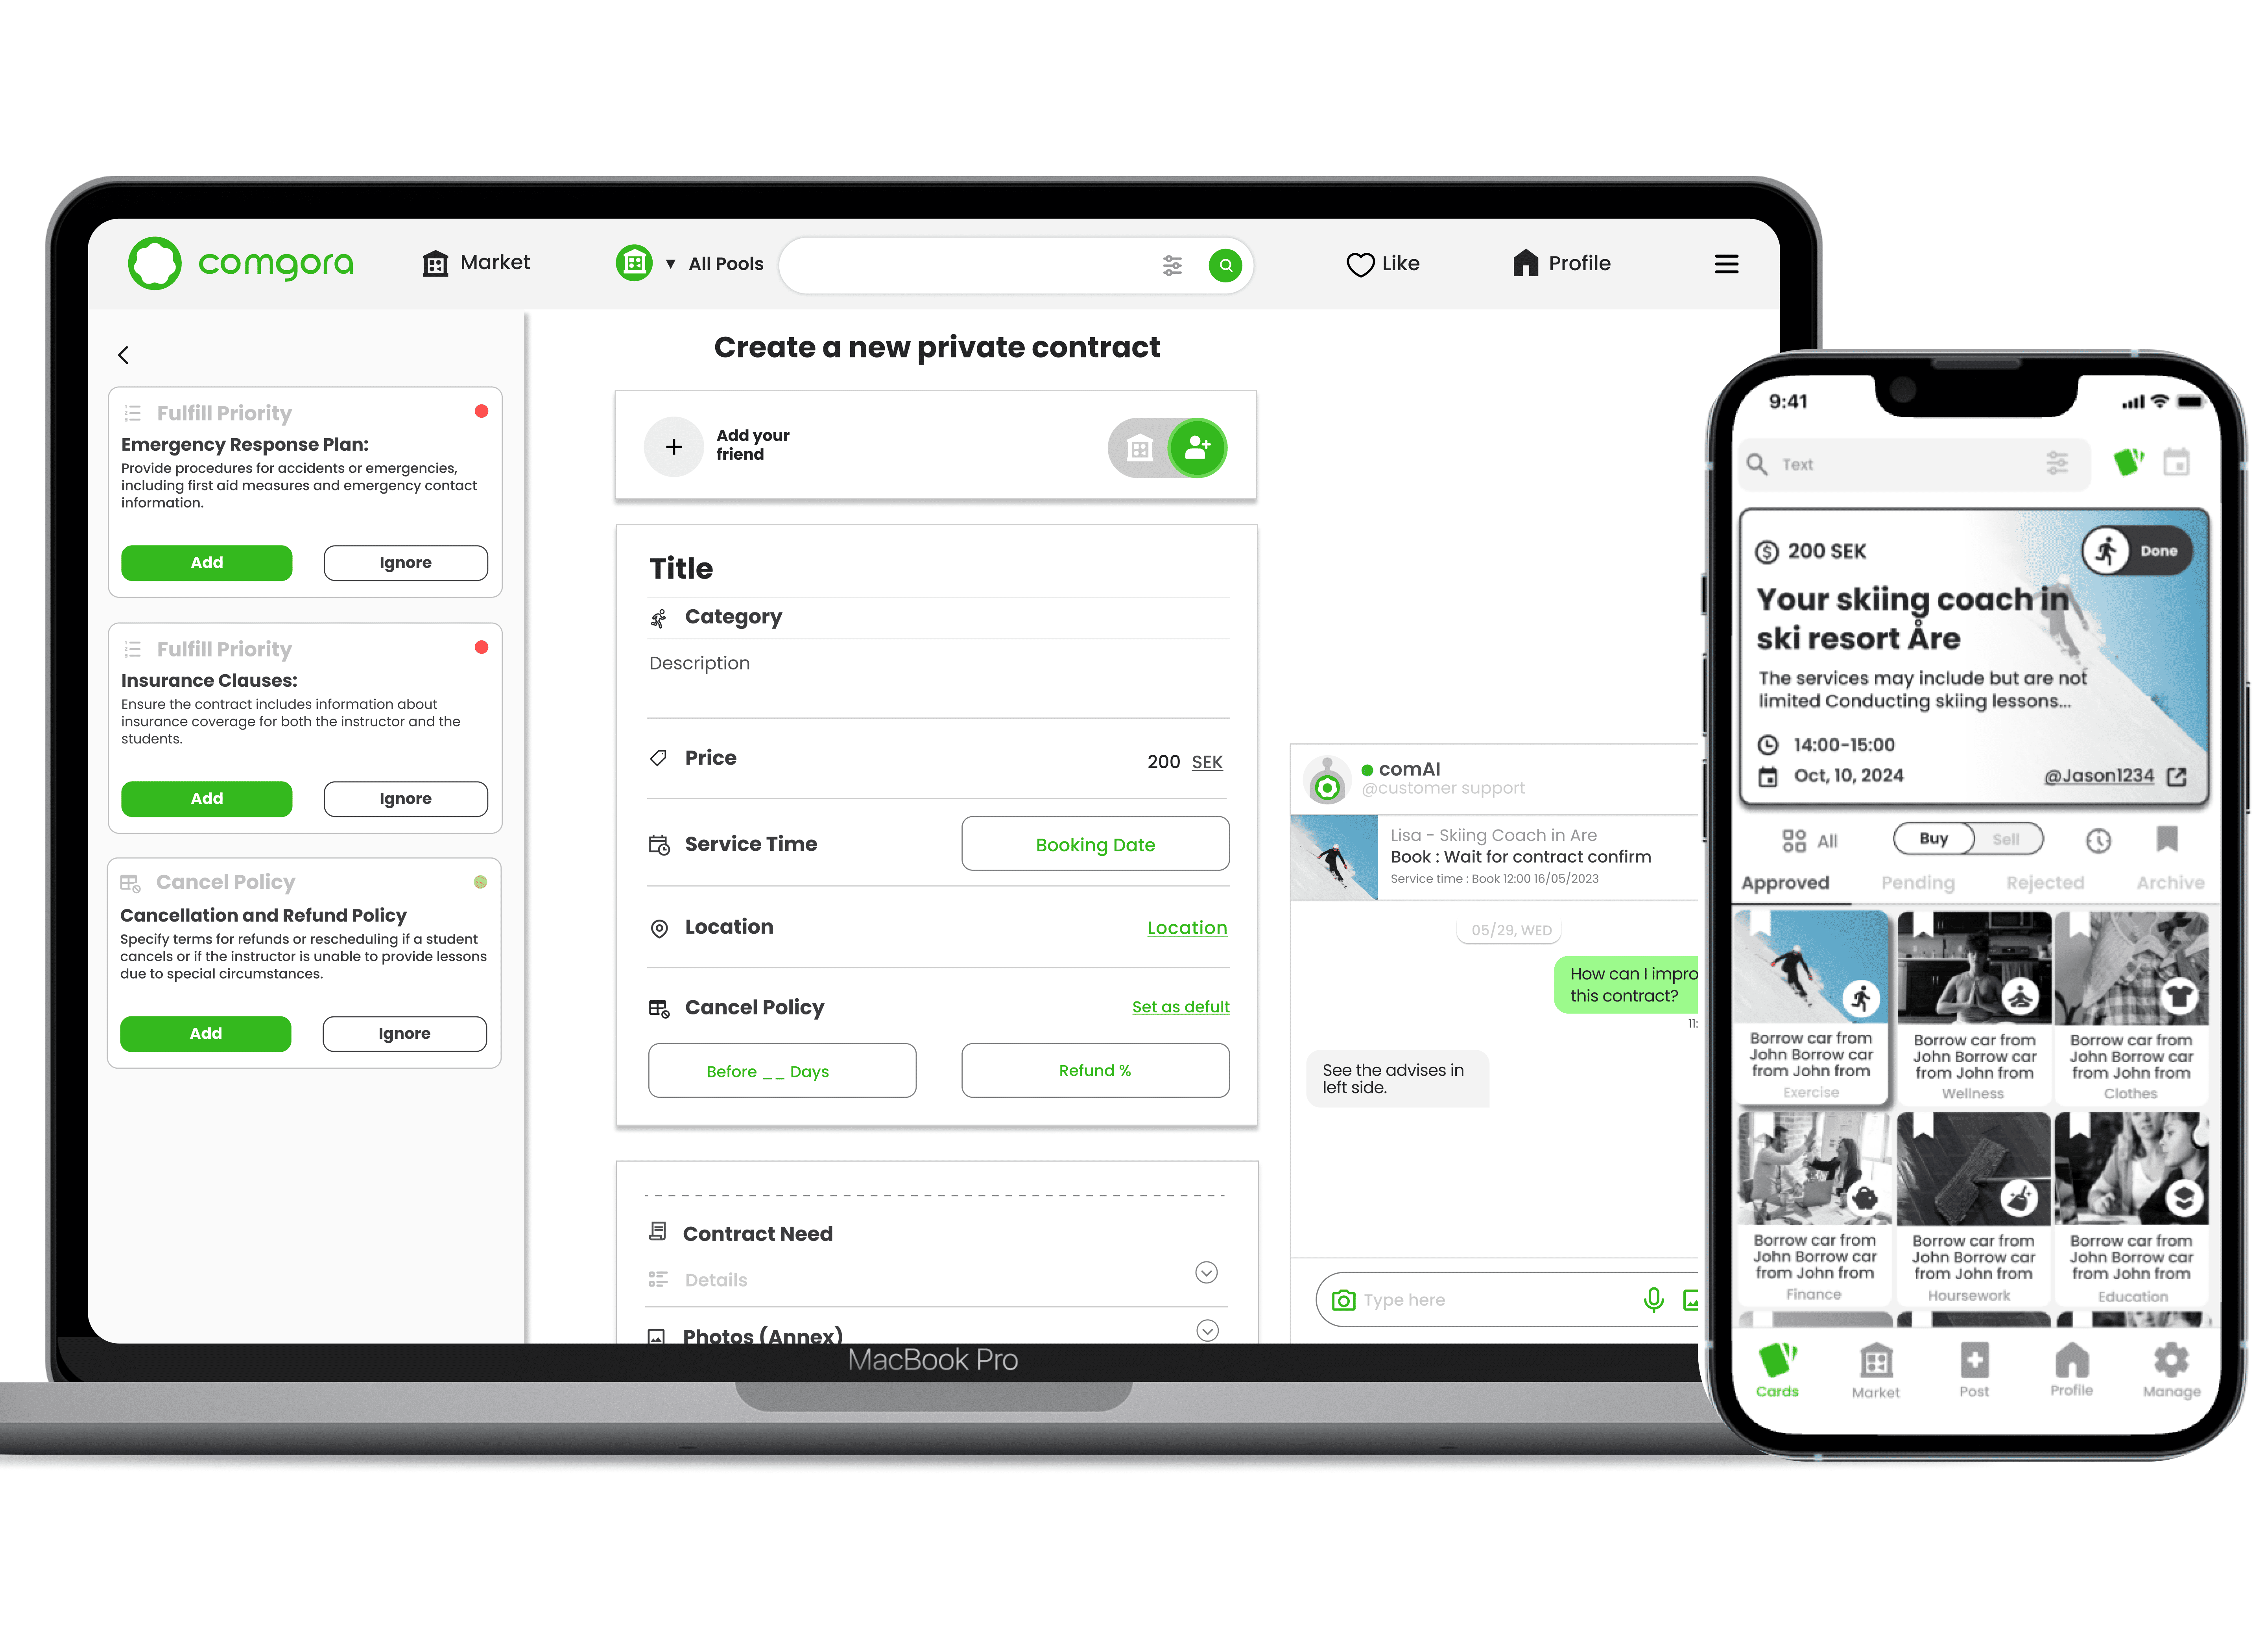 comgora
Market
All Pools
Like
Profile
Create a new private contract
Fulfill Priority
Emergency Response Plan:
Provide procedures for accidents or emergencies,
including first aid measures and emergency contact
information.
Add
Ignore
Fulfill Priority
Insurance Clauses:
Ensure the contract includes information about
insurance coverage for both the instructor and the
students.
Add
Ignore
Cancel Policy
Cancellation and Refund Policy
Specify terms for refunds or rescheduling if a student
cancels or if the instructor is unable to provide lessons
due to special circumstances.
Add
Ignore
Add your
friend
Title
Category
Description
Price
200 SEK
Service Time
Booking Date
Location
Location
Cancel Policy
Set as defult
Before __ Days
Refund %
Contract Need
Details
Photos (Annex)
comAI
@customer support
Lisa - Skiing Coach in Are
Book : Wait for contract confirm
Service time : Book 12:00 16/05/2023
05/29, WED
How can I impro
this contract?
11:
See the advises in
left side.
Type here
MacBook Pro
9:41
Text
200 SEK
Done
Your skiing coach in
ski resort Åre
The services may include but are not
limited Conducting skiing lessons...
14:00-15:00
Oct, 10, 2024
@Jason1234
All
Buy
Sell
Approved
Pending
Rejected
Archive
Borrow car from
John Borrow car
from John from
Exercise
Borrow car from
John Borrow car
from John from
Wellness
Borrow car from
John Borrow car
from John from
Clothes
Borrow car from
John Borrow car
from John from
Finance
Borrow car from
John Borrow car
from John from
Hoursework
Borrow car from
John Borrow car
from John from
Education
Cards
Market
Post
Profile
Manage